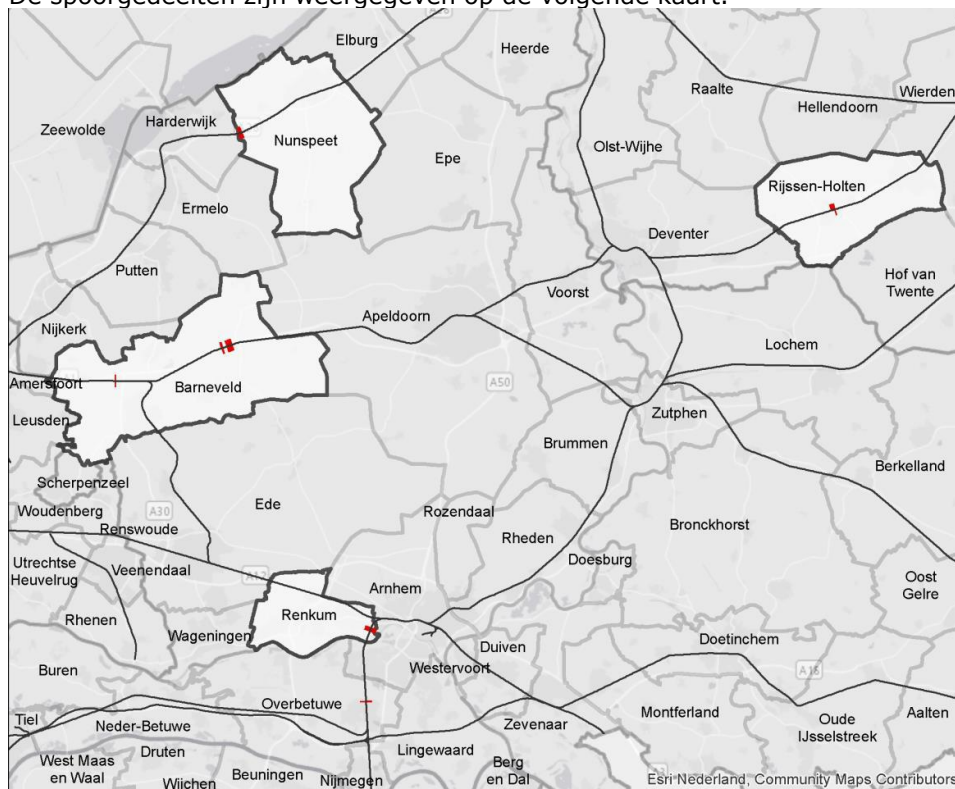 De spoorgedeelten zijn weergegeven op de volgende kaart:
Elburg
Heerde
Raalte
Wierden
Hellendoorn
Harderwijk
Zeewolde
Nunspeet
Olst-Wijhe
Epe
Rijssen-Holten
Ermelo
Deventer
Putten
Hof van
Twente
Voorst
Apeldoorn
Nijkerk
Lochem
Amersfoort
Barneveld
A50
Leusden
Zutphen
Brummen
Berkelland
Scherpenzeel
Ede
Rozendaal
Woudenberg
A30
Renswoude
Bronckhorst
Rheden
Doesburg
Utrechtse
Heuvelrug
Veenendaal
A12
Arnhem
Oost
Gelre
Rhenen
Renkum
Wageningen
Duiven
Doetinchem
Westervoort
Buren
A18
Overbetuwe
Montferland
Tiel
Neder-Betuwe
Zevenaar
Oude
IJsselstreek
Aalten
Druten
Lingewaard
West Maas
en Waal
Beuningen
Berg
en Dal
Wijchen
Nijmegen
Esri Nederland, Community Maps Contributors